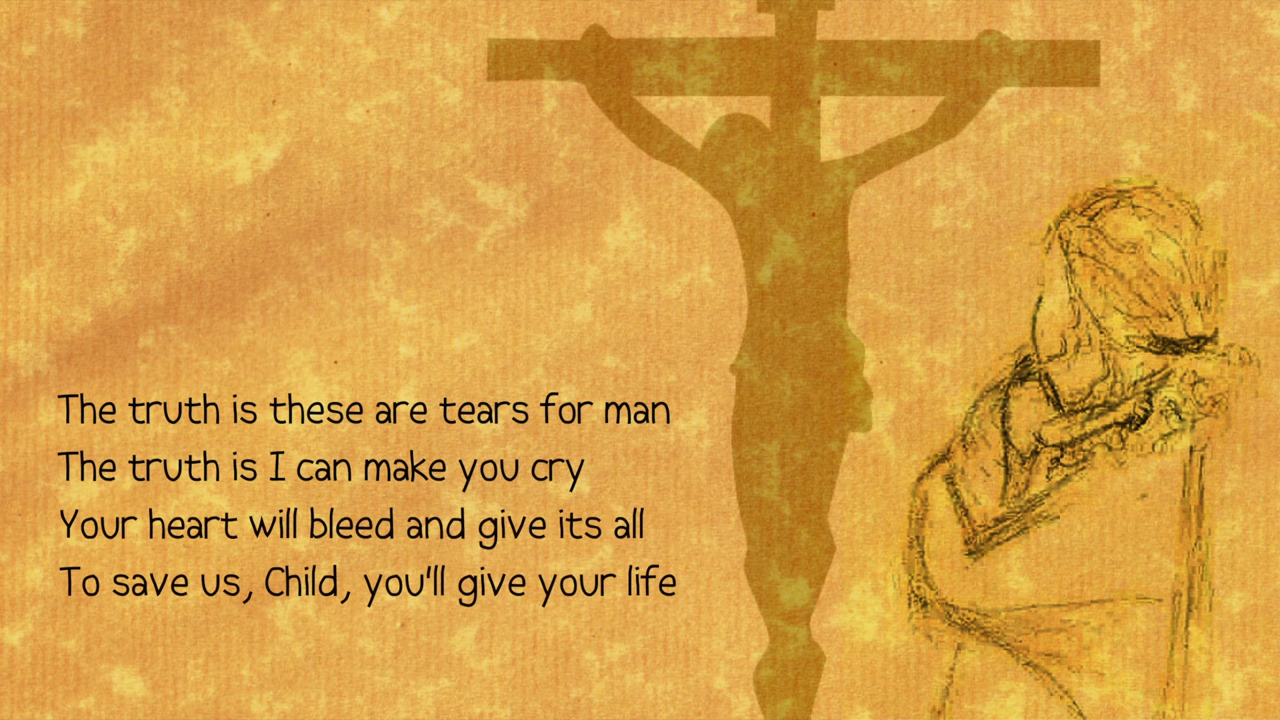 The truth is these are tears for man
The truth is I can make you cry
Your heart will bleed and give its all
To save us, Child, you'll give your life